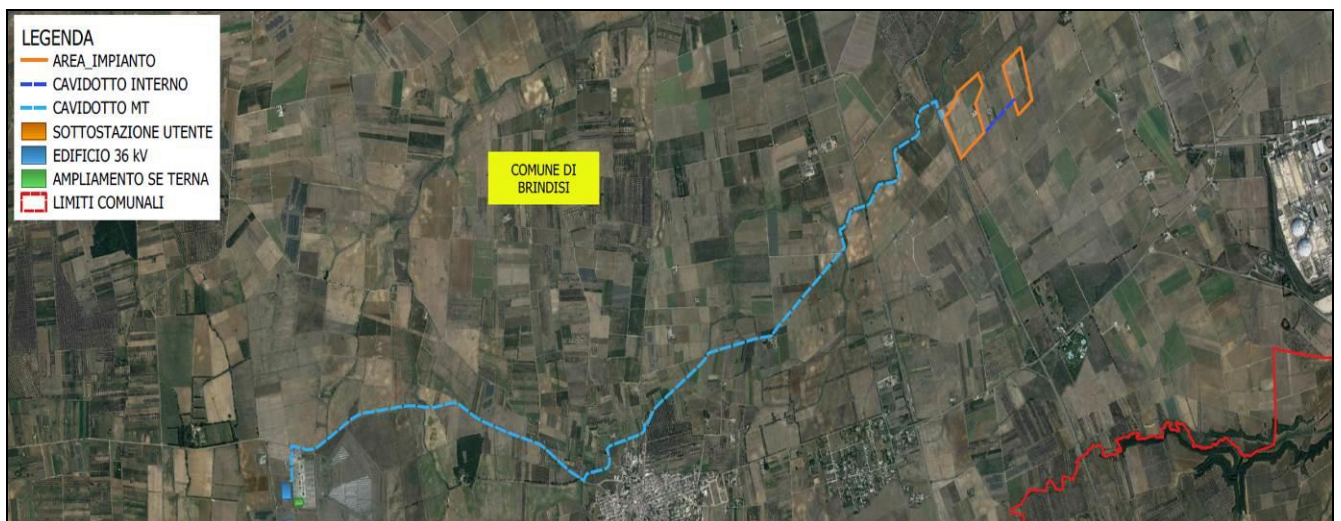 LEGENDA
AREA_IMPIANTO
CAVIDOTTO INTERNO
CAVIDOTTO MT
SOTTOSTAZIONE UTENTE
EDIFICIO 36 kV
AMPLIAMENTO SE TERNA
LIMITI COMUNALI
COMUNE DI
BRINDISI